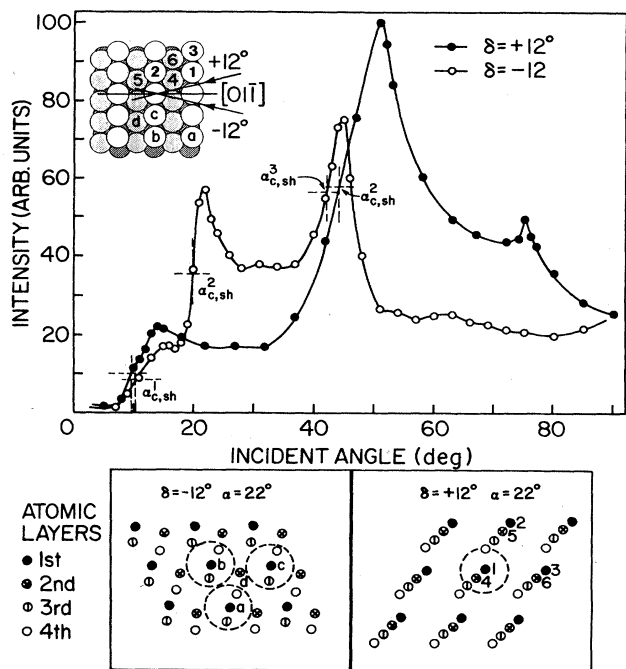 INTENSITY (ARB. UNITS)
100
80
60
40
20
0
3
6
2
1
5
4
d
c
b
a
+12°
[011̅]
-12°
δ=+12°
δ=-12
α³c,sh
α²c,sh
α²c,sh
α¹c,sh
0 20 40 60 80
INCIDENT ANGLE (deg)
ATOMIC
LAYERS
1st
2nd
3rd
4th
δ=-12° α=22°
b
c
d
a
δ=+12° α=22°
2
5
1
4
3
6